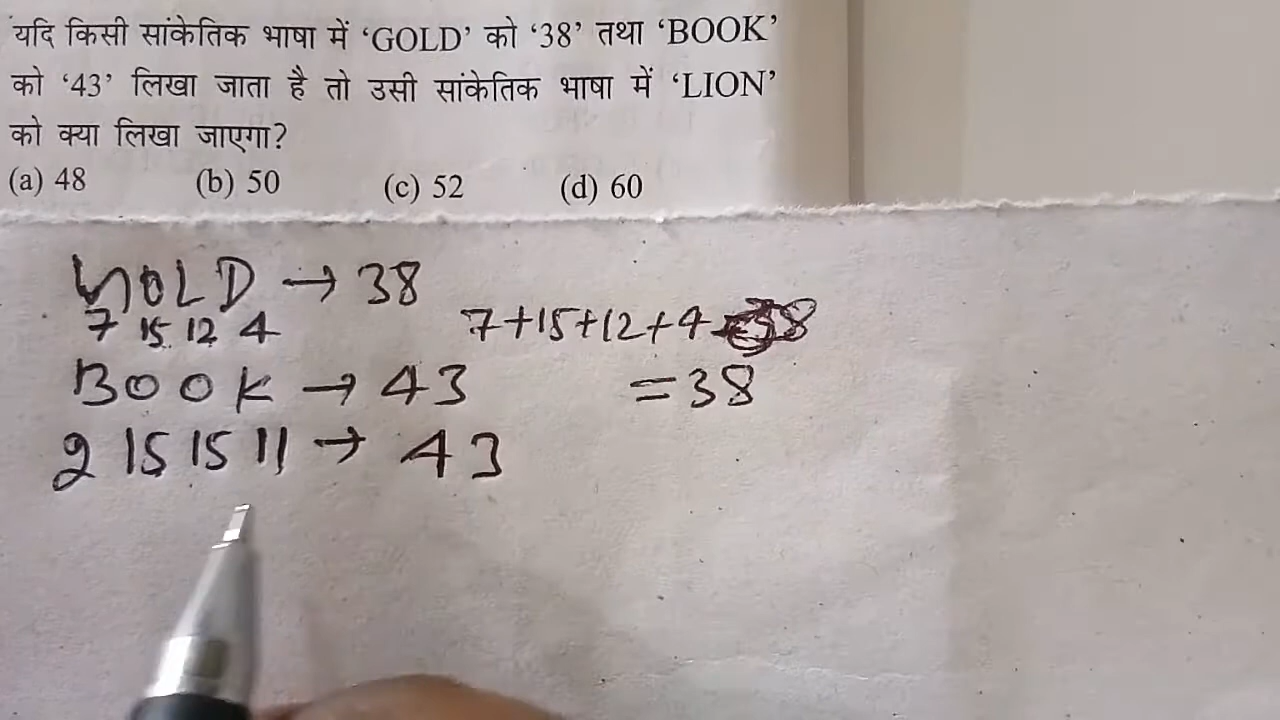 यदि किसी सांकेतिक भाषा में ‘GOLD’ को ‘38’ तथा ‘BOOK’
को ‘43’ लिखा जाता है तो उसी सांकेतिक भाषा में ‘LION’
को क्या लिखा जाएगा?
(a) 48 (b) 50 (c) 52 (d) 60
GOLD → 38
7 15 12 4 7+15+12+4
BOOK → 43 =38
2 15 15 11 → 43